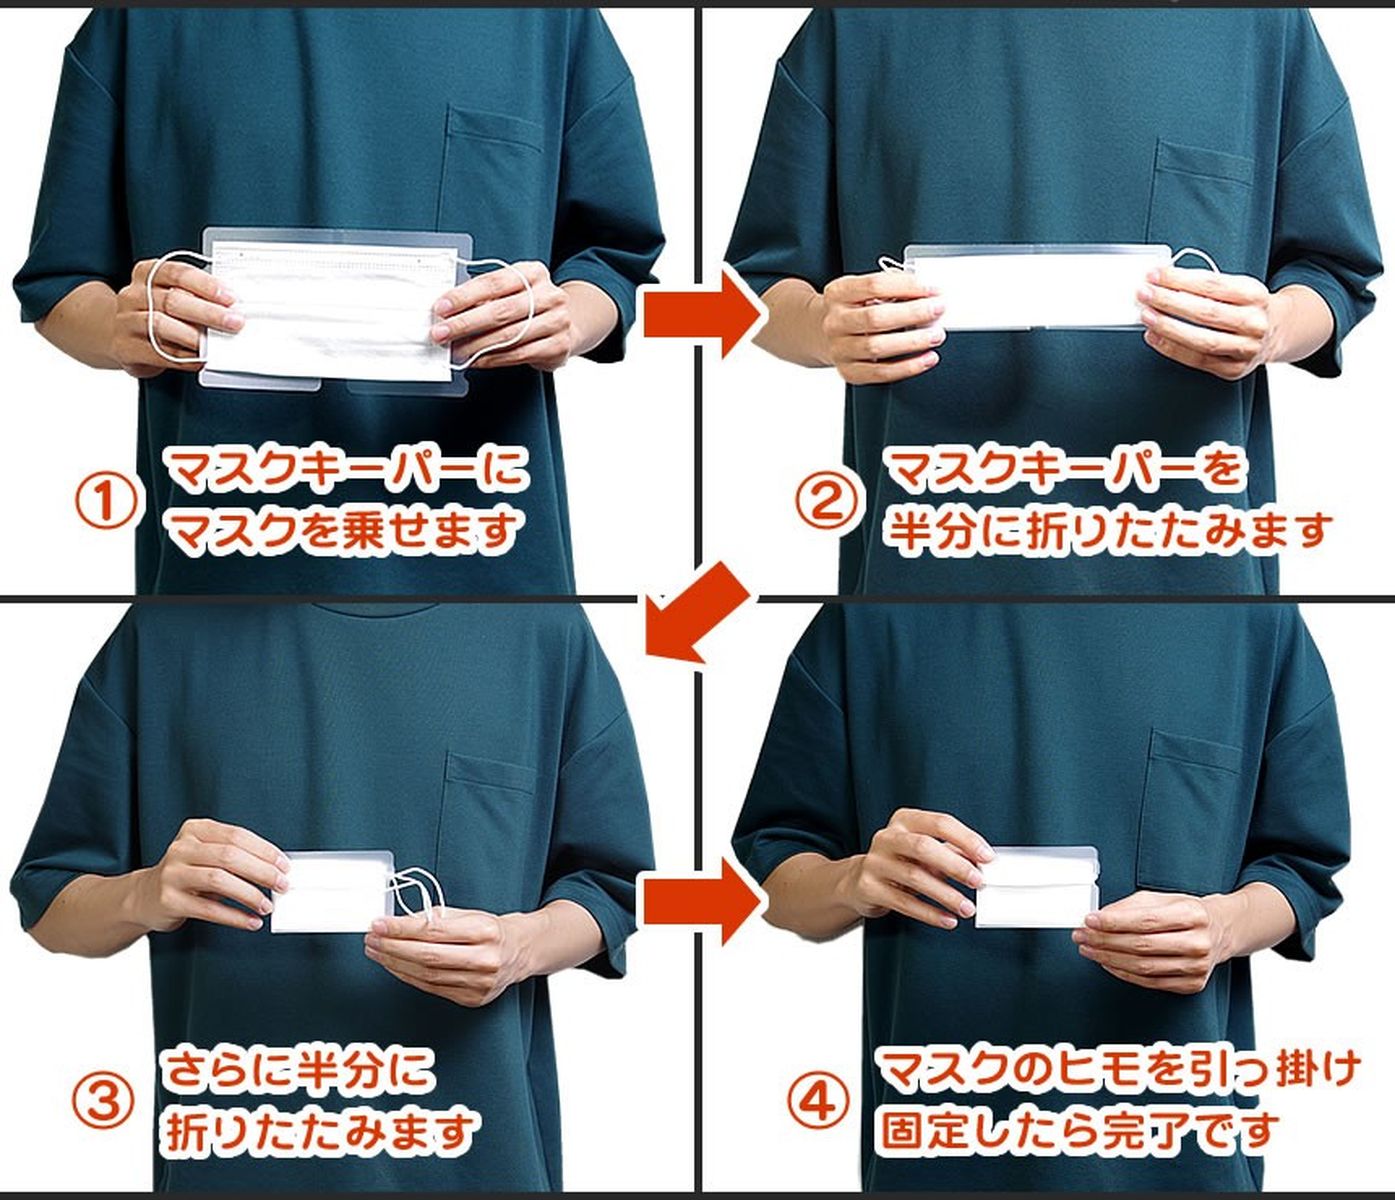 ① マスクキーパーに
マスクを乗せます
② マスクキーパーを
半分に折りたたみます
③ さらに半分に
折りたたみます
④ マスクのヒモを引っ掛け
固定したら完了です